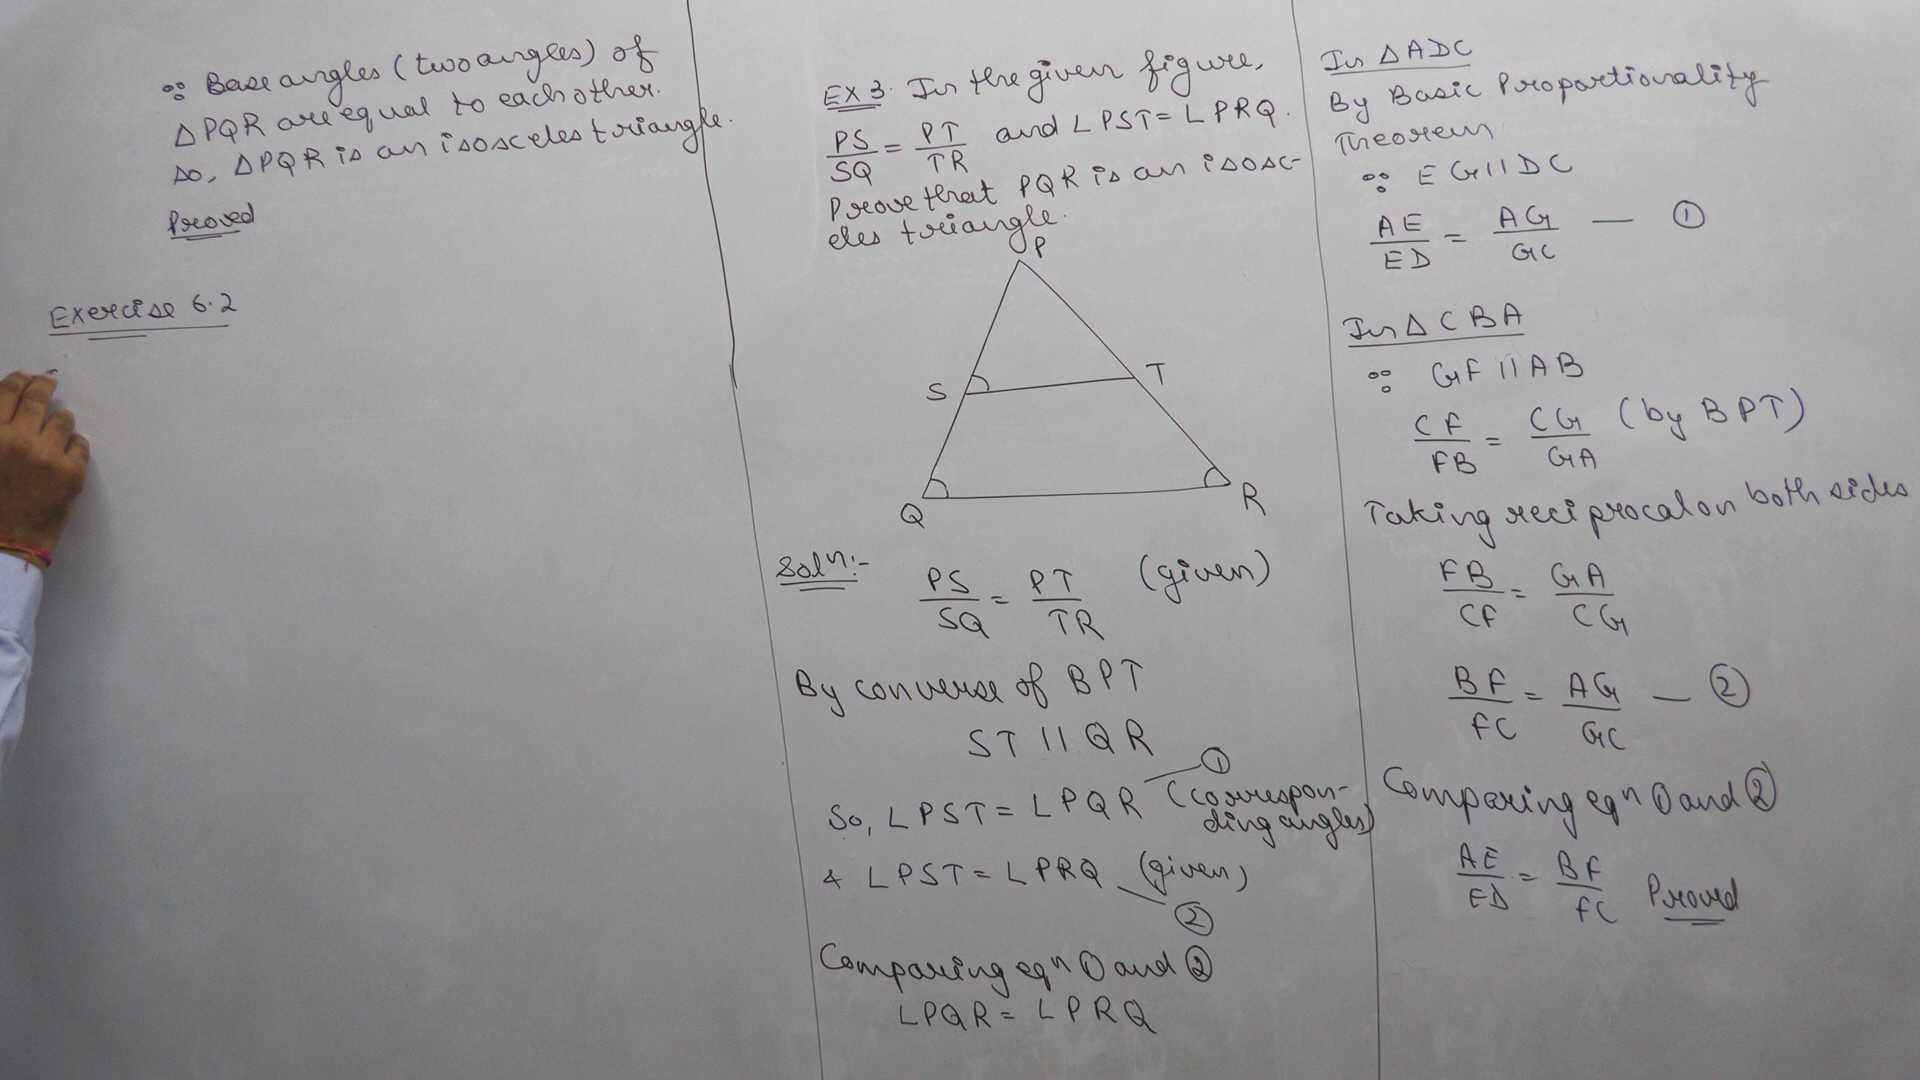 ∵ Base angles (two angles) of
△PQR are equal to each other.
So, △PQR is an isosceles triangle.
Proved
Exercise 6.2
EX 3. In the given figure,
PS/SQ = PT/TR and ∠PST = ∠PRQ.
Prove that PQR is an isosc-
eles triangle.
P
S
T
Q
R
Solⁿ:-
PS/SQ = PT/TR (given)
By converse of BPT
ST || QR
So, ∠PST = ∠PQR — ① (correspon-
ding angles)
& ∠PST = ∠PRQ (given)
— ②
Comparing eqⁿ ① and ②
∠PQR = ∠PRQ
In △ADC
By Basic Proportionality
Theorem
∵ EG || DC
AE/ED = AG/GC — ①
In △CBA
∵ GF || AB
CF/FB = CG/GA (by BPT)
Taking reciprocal on both sides
FB/CF = GA/CG
BF/FC = AG/GC — ②
Comparing eqⁿ ① and ②
AE/ED = BF/FC Proved